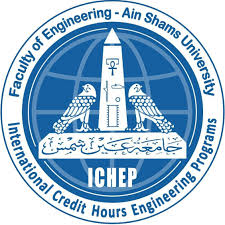 Faculty of Engineering - Ain Shams University
جامعة عين شمس
ICHEP
International Credit Hours Engineering Programs